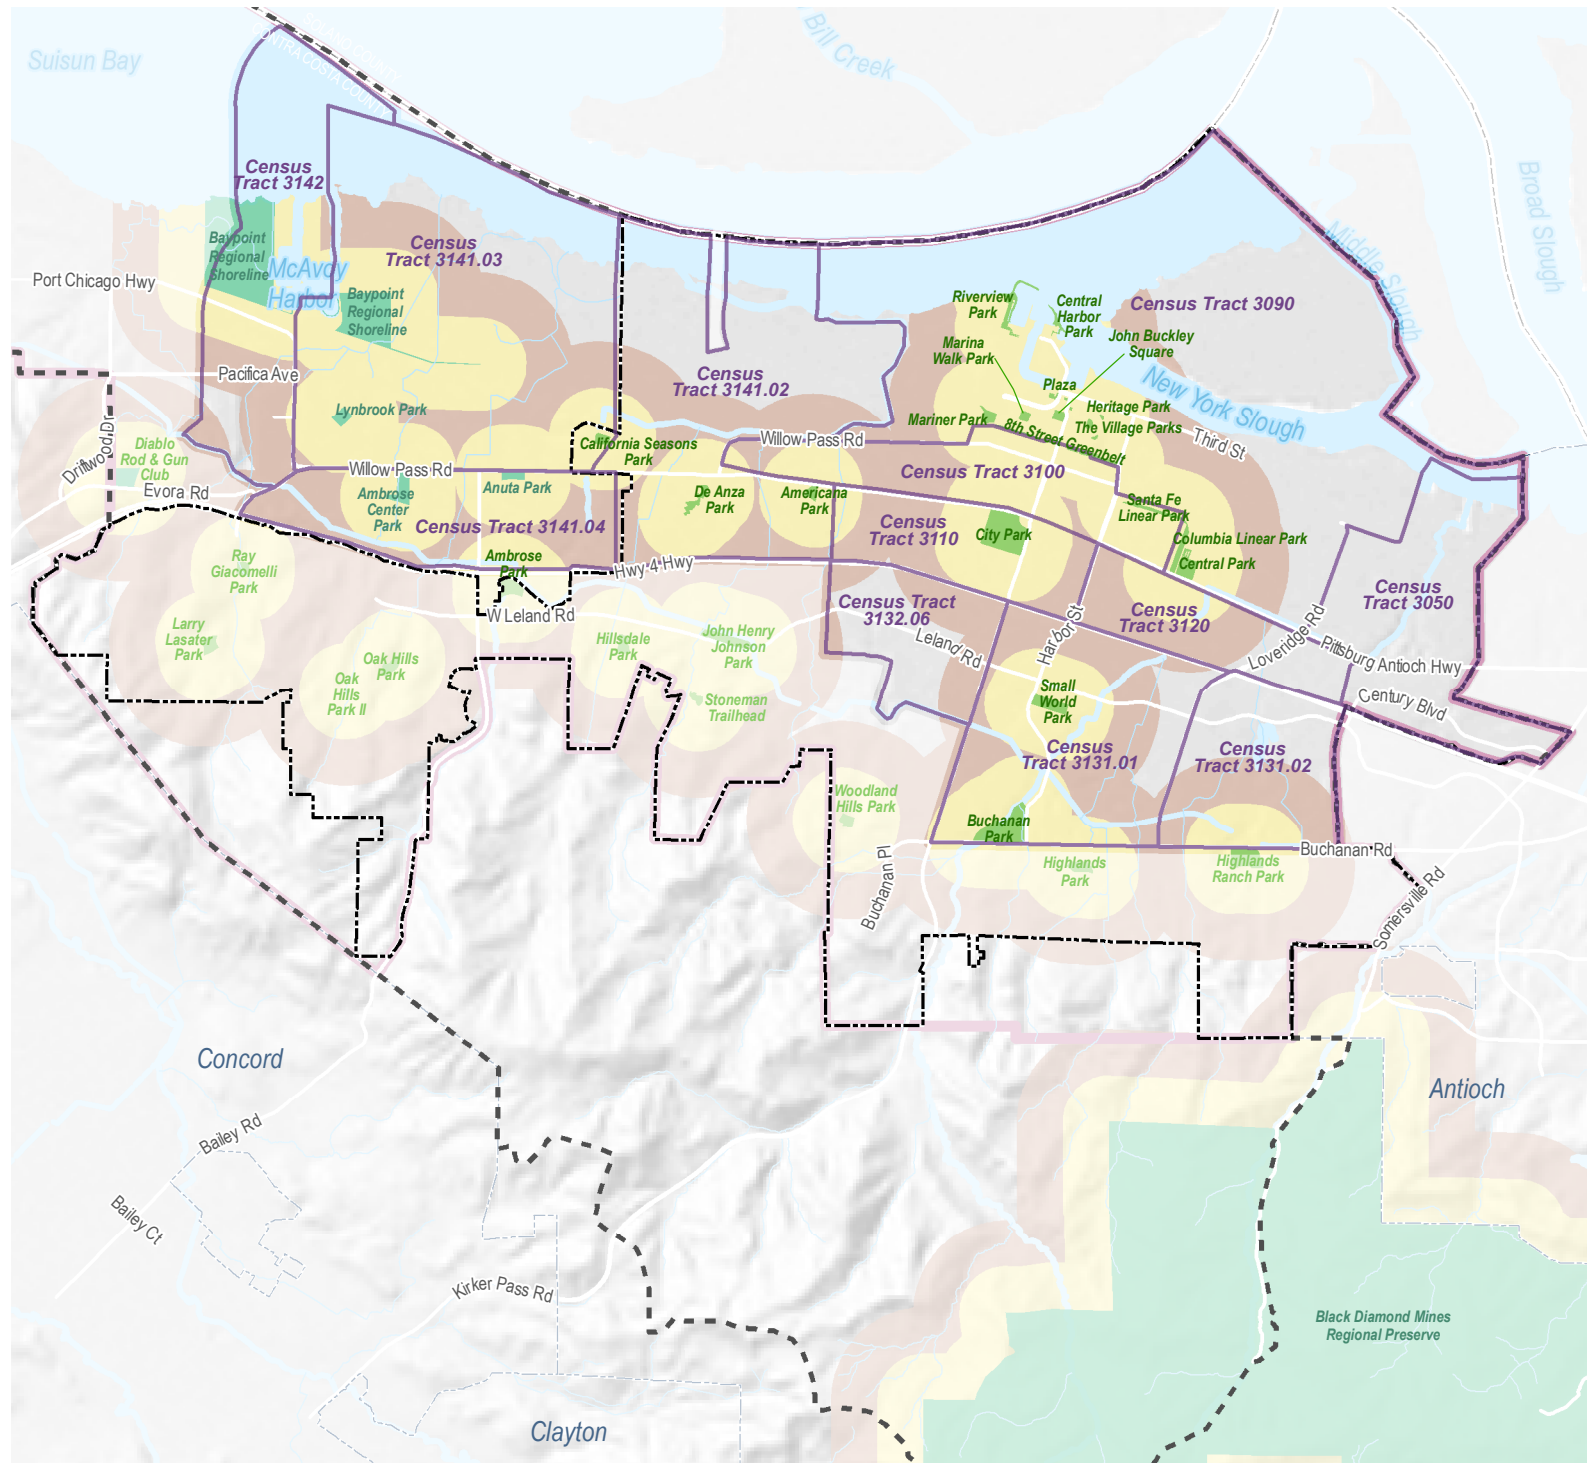 Suisun Bay
Bill Creek
SOLANO COUNTY
CONTRA COSTA COUNTY
Broad Slough
Middle Slough
Census
Tract 3142
Census
Tract 3141.03
Baypoint
Regional
Shoreline
McAvoy
Harbor
Port Chicago Hwy
Baypoint
Regional
Shoreline
Riverview
Park
Central
Harbor
Park
Census Tract 3090
Marina
Walk Park
John Buckley
Square
Pacifica Ave
Census
Tract 3141.02
Plaza
New York Slough
Lynbrook Park
Heritage Park
Mariner Park
8th Street Greenbelt
The Village Parks
Third St
Driftwood Dr
Diablo
Rod & Gun
Club
California Seasons
Park
Willow Pass Rd
Willow Pass Rd
Census Tract 3100
Evora Rd
Ambrose
Center
Park
Anuta Park
De Anza
Park
Americana
Park
Santa Fe
Linear Park
Census Tract 3141.04
Census
Tract 3110
City Park
Columbia Linear Park
Central Park
Ray
Giacomelli
Park
Ambrose
Park
Hwy 4 Hwy
Census
Tract 3050
W Leland Rd
Census Tract
3132.06
Census
Tract 3120
Larry
Lasater
Park
Hillsdale
Park
John Henry
Johnson
Park
Leland Rd
Harbor St
Loveridge Rd
Pittsburg Antioch Hwy
Oak Hills
Park
Oak
Hills
Park II
Stoneman
Trailhead
Small
World
Park
Century Blvd
Census
Tract 3131.01
Census
Tract 3131.02
Woodland
Hills Park
Buchanan
Park
Buchanan Rd
Highlands
Park
Highlands
Ranch Park
Buchanan Pl
Somersville Rd
Concord
Antioch
Bailey Rd
Bailey Ct
Kirker Pass Rd
Black Diamond Mines
Regional Preserve
Clayton